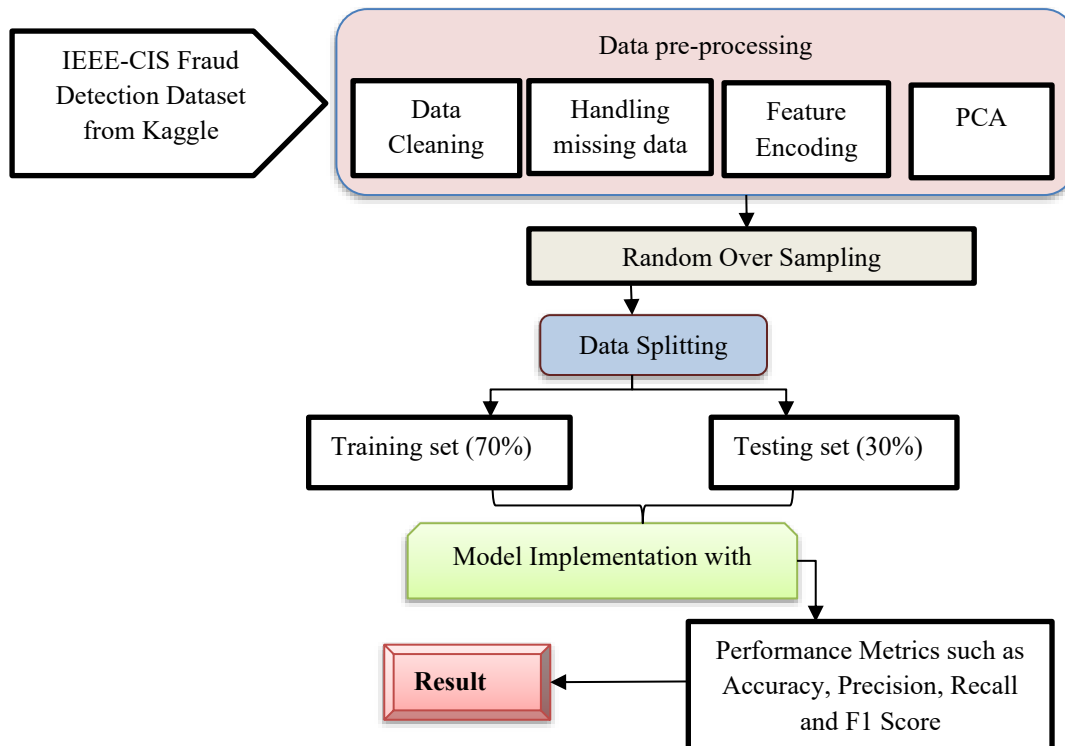 IEEE-CIS Fraud
Detection Dataset
from Kaggle
Data pre-processing
Data
Cleaning
Handling
missing data
Feature
Encoding
PCA
Random Over Sampling
Data Splitting
Training set (70%)
Testing set (30%)
Model Implementation with
Performance Metrics such as
Accuracy, Precision, Recall
and F1 Score
Result